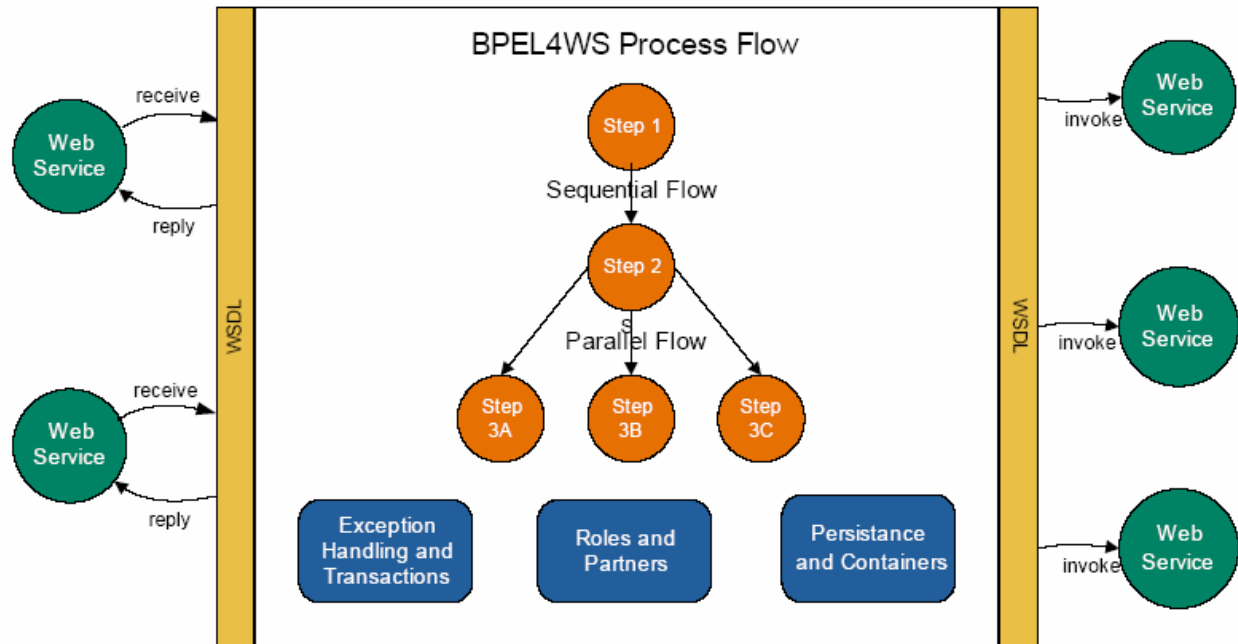 BPEL4WS Process Flow
receive
Web
Service
reply
receive
Web
Service
reply
WSDL
Step 1
Sequential Flow
Step 2
s
Parallel Flow
Step
3A
Step
3B
Step
3C
Exception
Handling and
Transactions
Roles and
Partners
Persistance
and Containers
WSDL
Web
Service
invoke
Web
Service
invoke
Web
Service
invoke